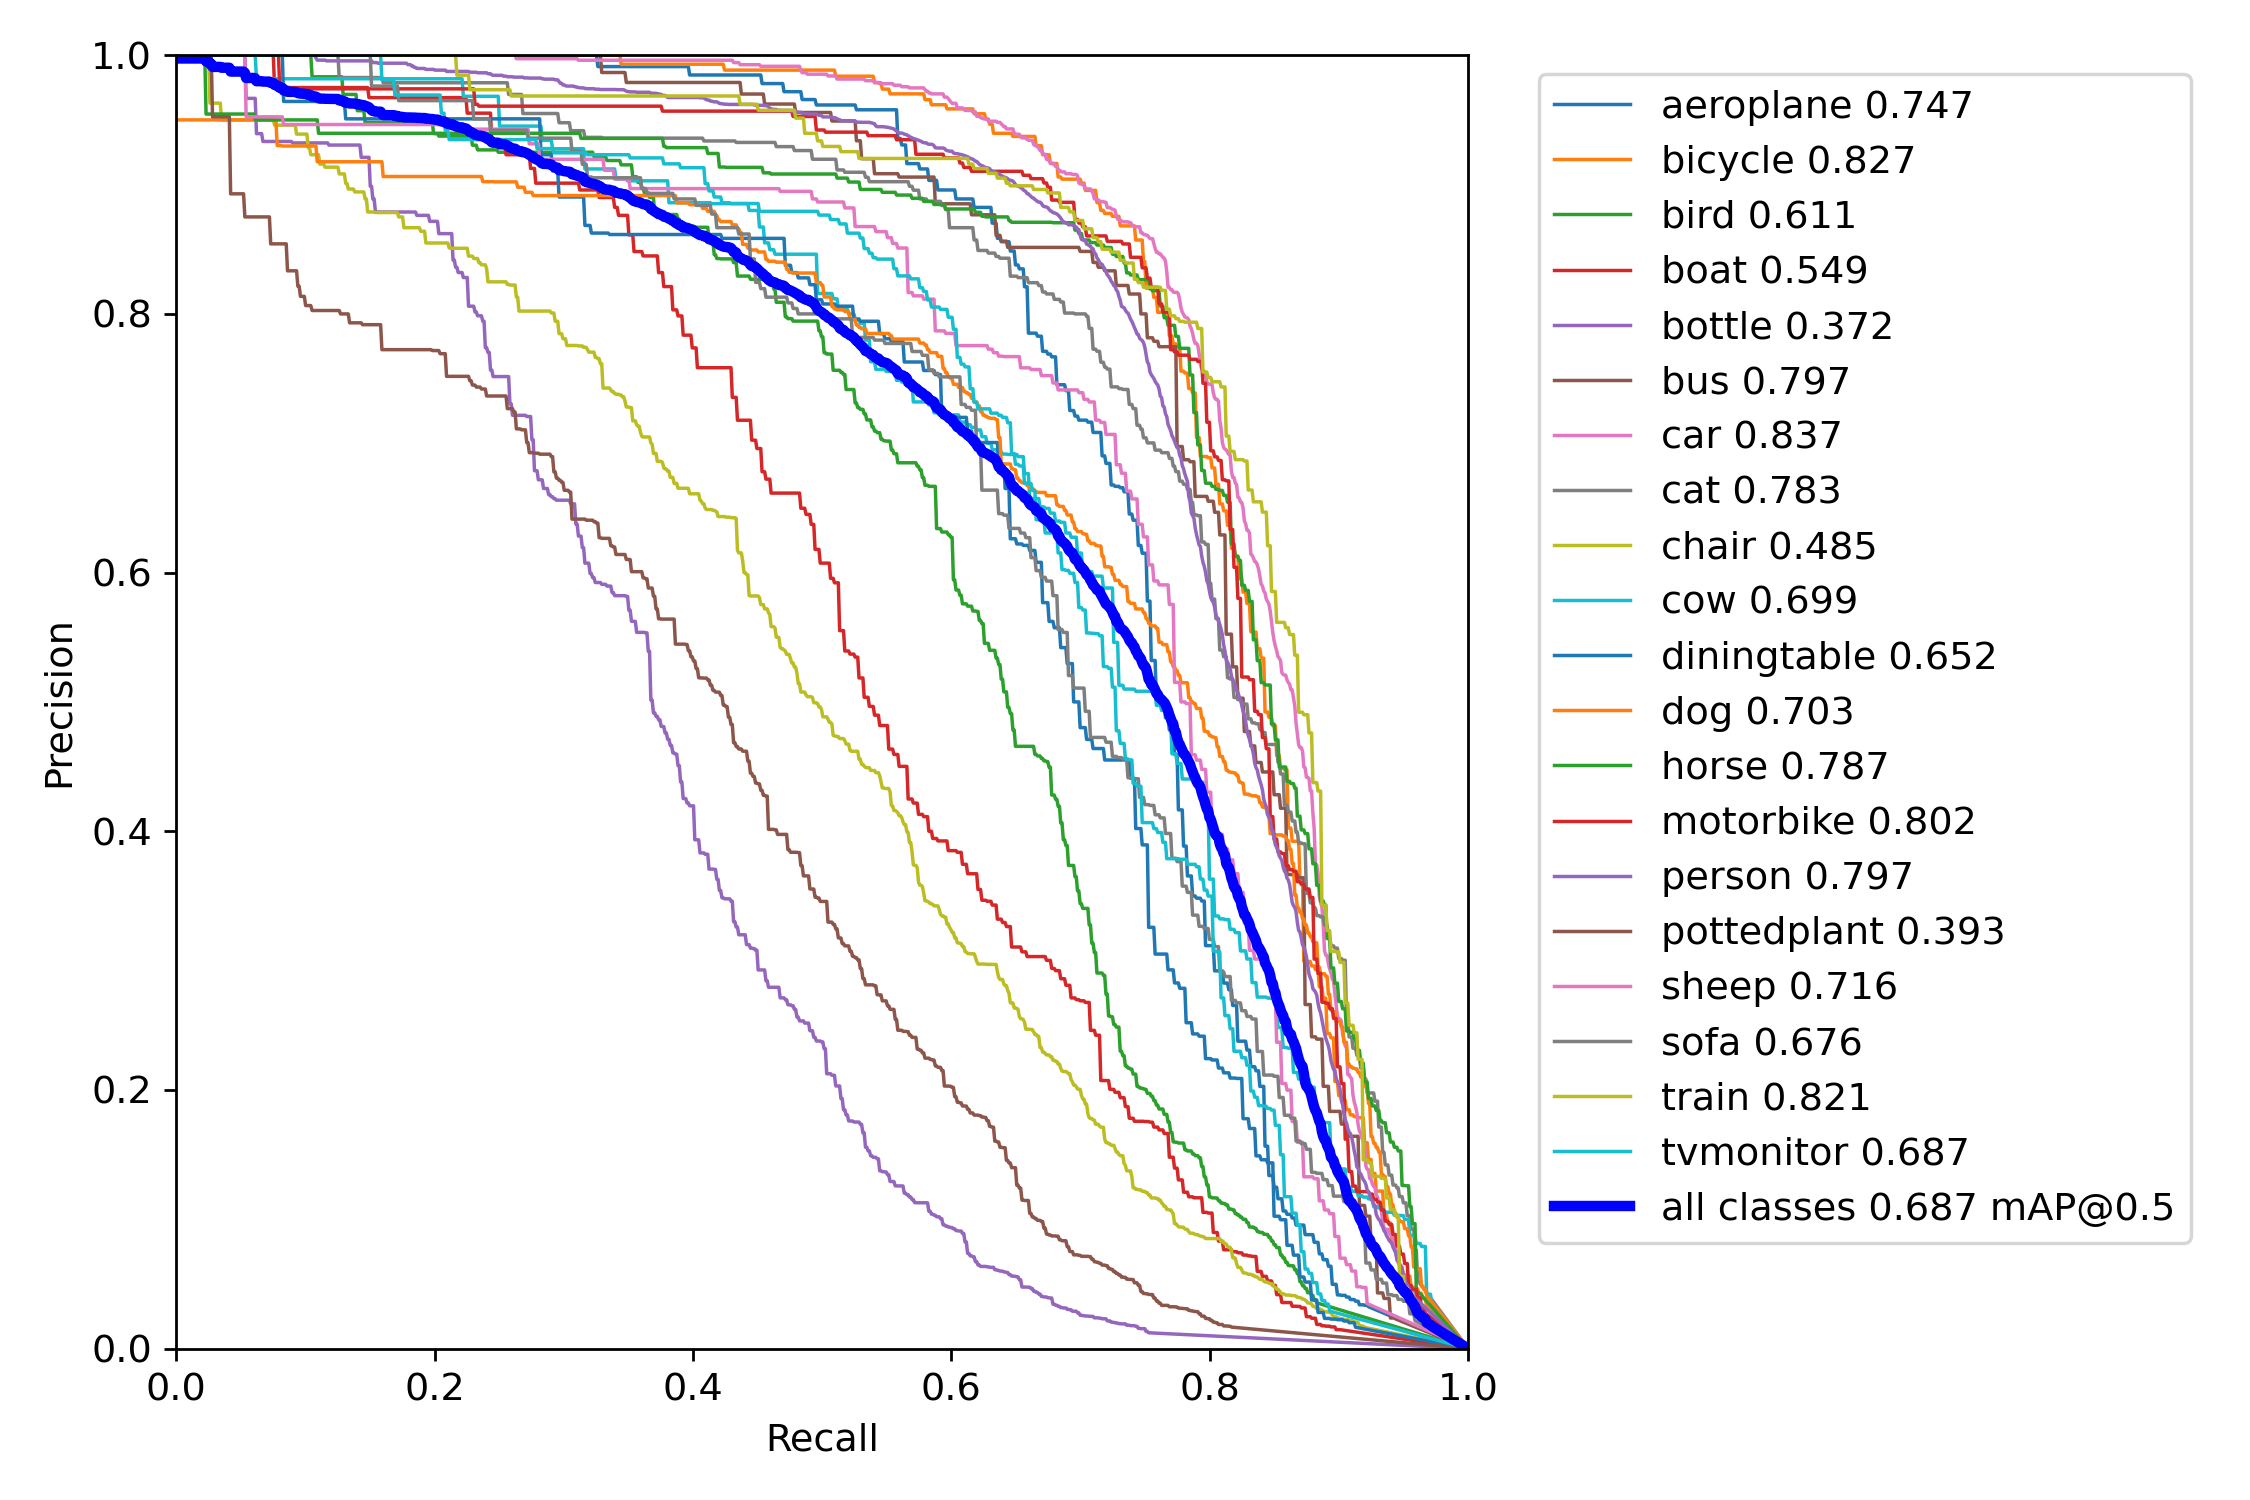 1.0
0.8
0.6
0.4
0.2
0.0
Precision
0.0 0.2 0.4 0.6 0.8 1.0
Recall
aeroplane 0.747
bicycle 0.827
bird 0.611
boat 0.549
bottle 0.372
bus 0.797
car 0.837
cat 0.783
chair 0.485
cow 0.699
diningtable 0.652
dog 0.703
horse 0.787
motorbike 0.802
person 0.797
pottedplant 0.393
sheep 0.716
sofa 0.676
train 0.821
tvmonitor 0.687
all classes 0.687 mAP@0.5